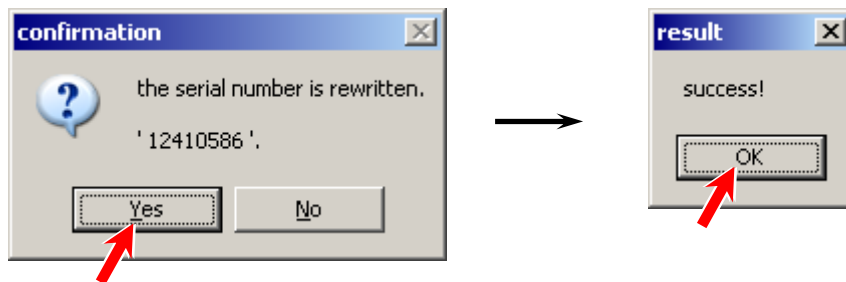 confirmation
the serial number is rewritten.
' 12410586 '.
Yes
No
result
success!
OK